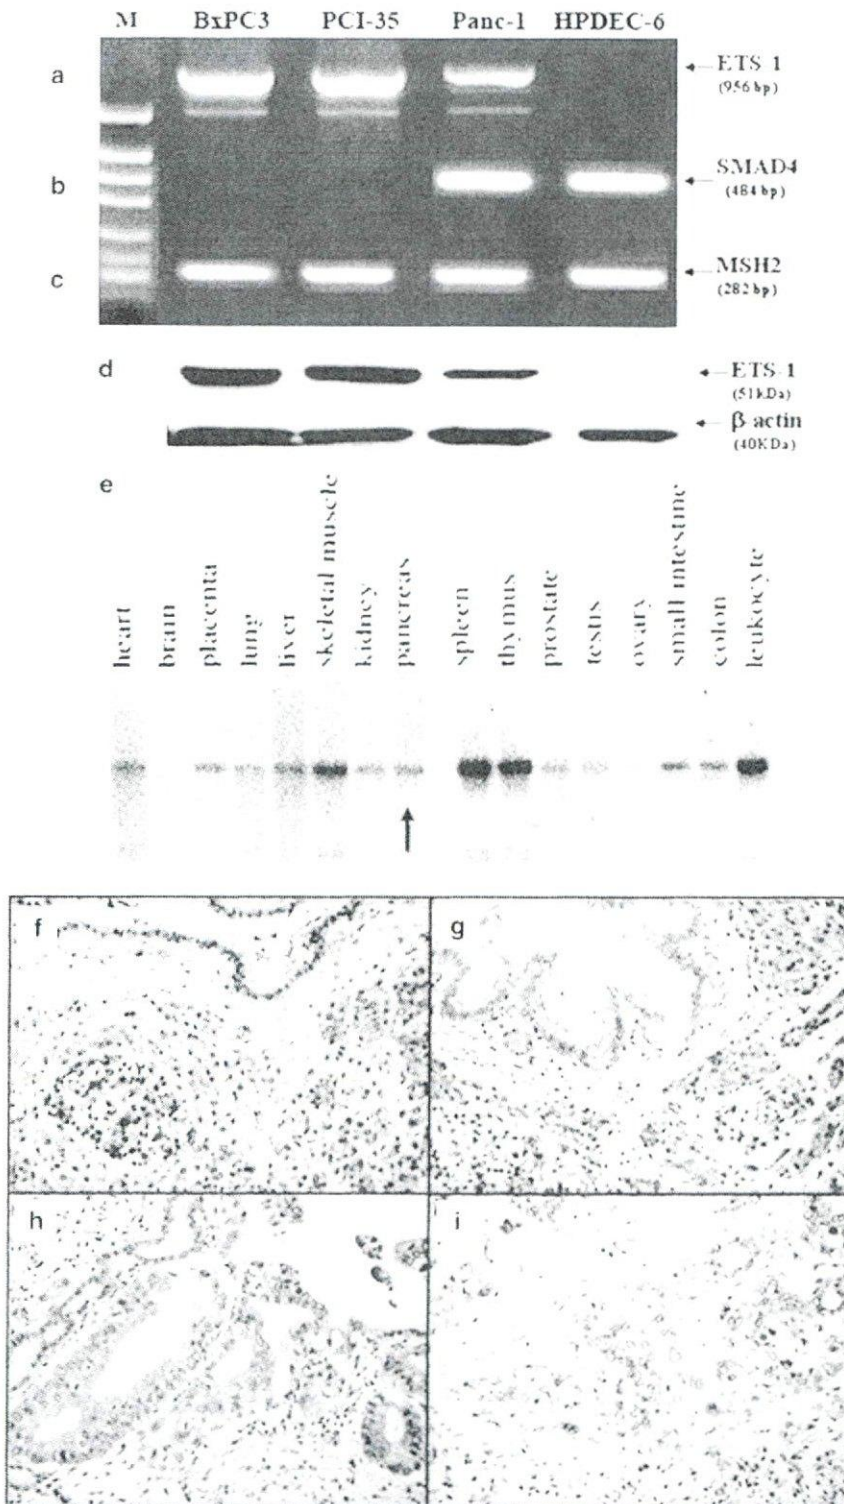 M BxPC3 PCI-35 Panc-1 HPDEC-6
a ETS-1
(956 bp)
b SMAD4
(484 bp)
c MSH2
(282 bp)
d ETS-1
(51kDa)
β-actin
(40KDa)
e
heart
brain
placenta
lung
liver
skeletal muscle
kidney
pancreas
spleen
thymus
prostate
testis
ovary
small intestine
colon
leukocyte
f
g
h
i